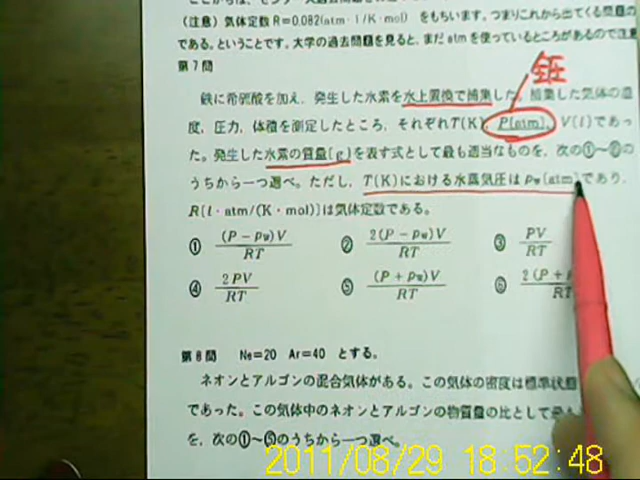 (注意)気体定数R=0.082(atm・l/K・mol) をもちいます。つまりこれから出てくる問題の
である。ということです。大学の過去問題を見ると、まだatmを使っているところがあるので注意
第7問
鉄に希硫酸を加え、発生した水素を水上置換で捕集した。捕集した気体の温
全圧
度、圧力、体積を測定したところ、それぞれT(K)、P(atm)、V(l)であっ
た。発生した水素の質量(g)を表す式として最も適当なものを、次の①~⑥の
うちから一つ選べ。ただし、T(K)における水蒸気圧はpw(atm)であり、
R[l・atm/(K・mol)]は気体定数である。
① (P-pw)V/RT ② 2(P-pw)V/RT ③ PV/RT
④ 2PV/RT ⑤ (P+pw)V/RT ⑥ 2(P+ /RT
第8問 Ne=20 Ar=40 とする。
ネオンとアルゴンの混合気体がある。この気体の密度は標準状
であった。この気体中のネオンとアルゴンの物質量の比として
を、次の①~⑤のうちから一つ選べ。
2011/08/29 18:52:48